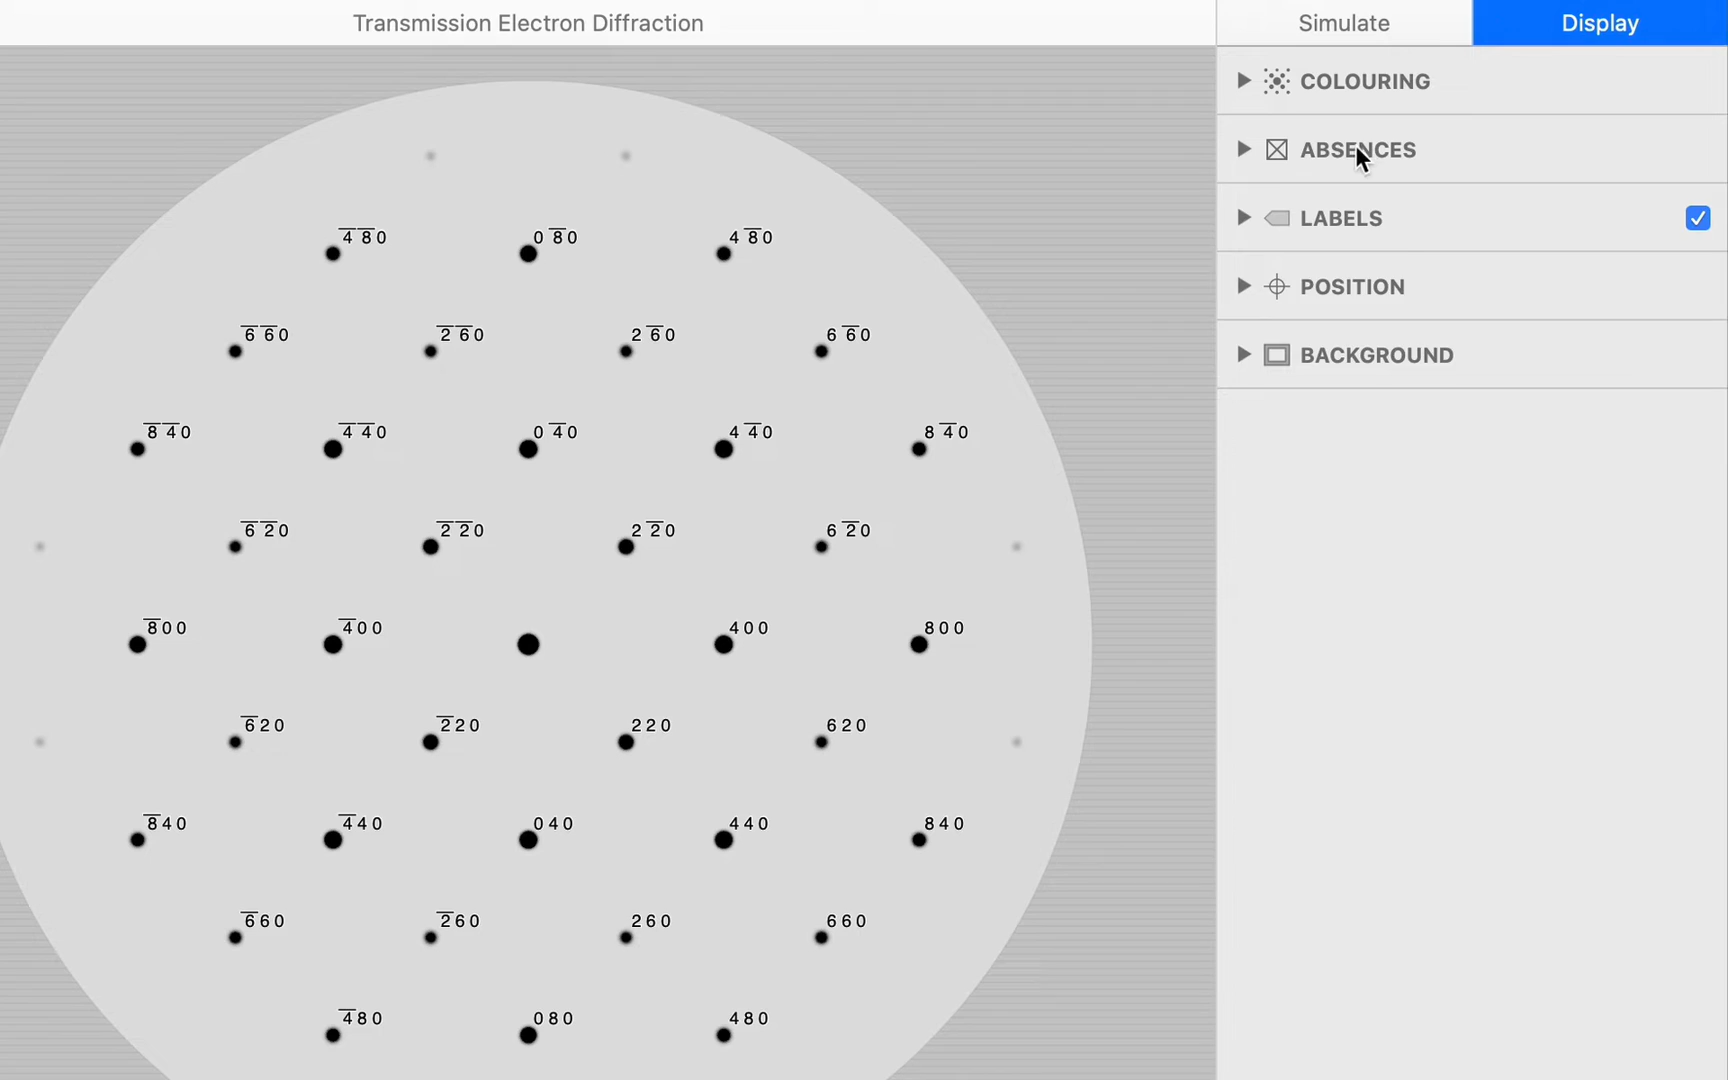 Transmission Electron Diffraction
Simulate
Display
COLOURING
ABSENCES
LABELS
POSITION
BACKGROUND
4̅ 8̅ 0
0 8̅ 0
4 8̅ 0
6̅ 6̅ 0
2̅ 6̅ 0
2 6̅ 0
6 6̅ 0
8̅ 4̅ 0
4̅ 4̅ 0
0 4̅ 0
4 4̅ 0
8 4̅ 0
6̅ 2̅ 0
2̅ 2̅ 0
2 2̅ 0
6 2̅ 0
8̅ 0 0
4̅ 0 0
4 0 0
8 0 0
6̅ 2 0
2̅ 2 0
2 2 0
6 2 0
8̅ 4 0
4̅ 4 0
0 4 0
4 4 0
8 4 0
6̅ 6 0
2̅ 6 0
2 6 0
6 6 0
4̅ 8 0
0 8 0
4 8 0